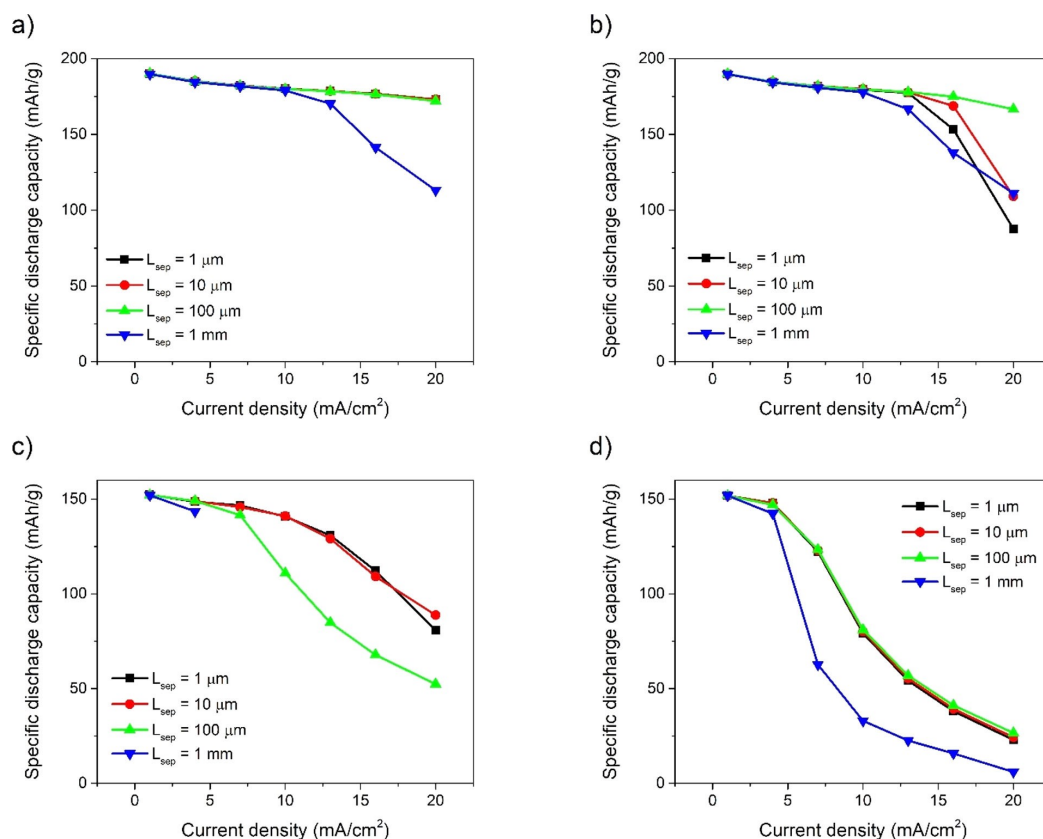 a)
Specific discharge capacity (mAh/g)
200
150
100
50
0
L_sep = 1 μm
L_sep = 10 μm
L_sep = 100 μm
L_sep = 1 mm
0 5 10 15 20
Current density (mA/cm²)
b)
Specific discharge capacity (mAh/g)
200
150
100
50
0
L_sep = 1 μm
L_sep = 10 μm
L_sep = 100 μm
L_sep = 1 mm
0 5 10 15 20
Current density (mA/cm²)
c)
Specific discharge capacity (mAh/g)
150
100
50
0
L_sep = 1 μm
L_sep = 10 μm
L_sep = 100 μm
L_sep = 1 mm
0 5 10 15 20
Current density (mA/cm²)
d)
Specific discharge capacity (mAh/g)
150
100
50
0
L_sep = 1 μm
L_sep = 10 μm
L_sep = 100 μm
L_sep = 1 mm
0 5 10 15 20
Current density (mA/cm²)